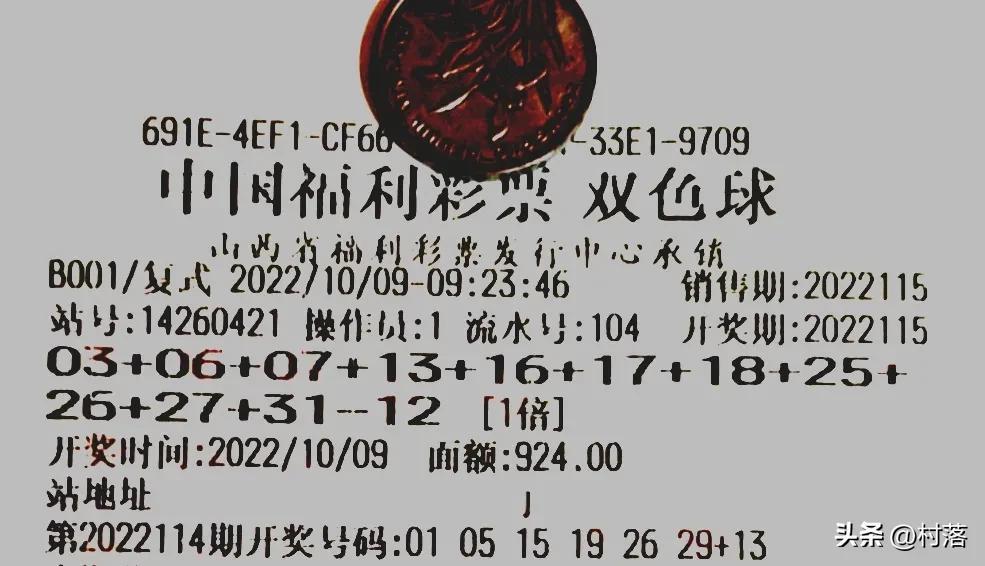 691E-4EF1-CF66 -33E1-9709
中国福利彩票 双色球
山西省福利彩票发行中心承销
B001/复式 2022/10/09-09:23:46 销售期:2022115
站号:14260421 操作员:1 流水号:104 开奖期:2022115
03+06+07+13+16+17+18+25+
26+27+31--12 [1倍]
开奖时间:2022/10/09 面额:924.00
站地址
第2022114期开奖号码:01 05 15 19 26 29+13
头条 @村落